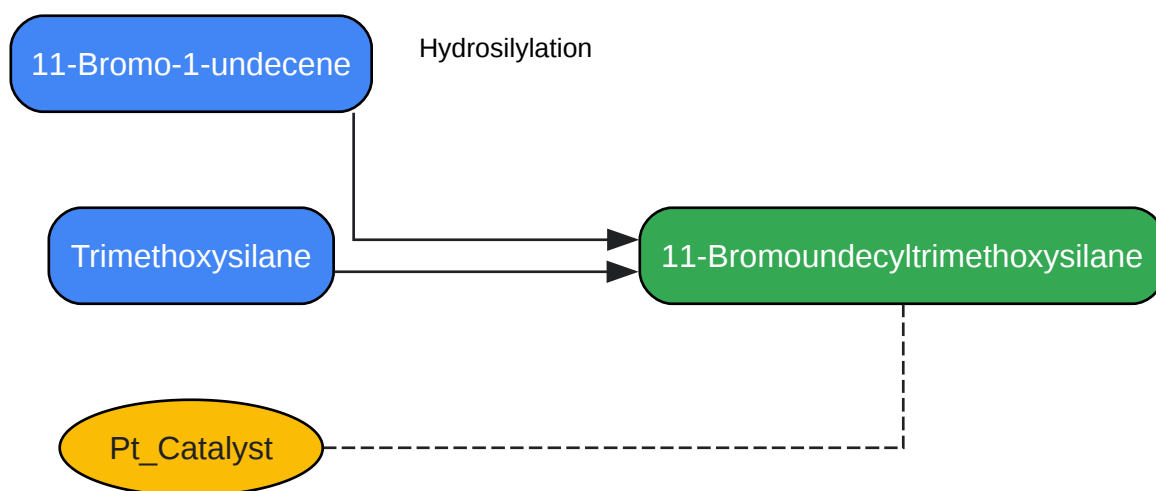 11-Bromo-1-undecene
Hydrosilylation
Trimethoxysilane
11-Bromoundecyltrimethoxysilane
Pt_Catalyst